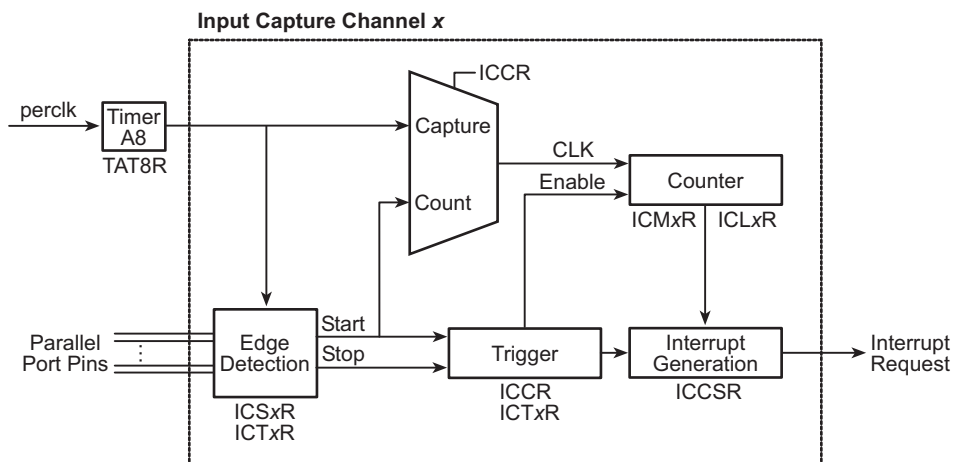 Input Capture Channel x
ICCR
perclk
Timer
A8
TAT8R
Capture
Count
CLK
Enable
Counter
ICMxR
ICLxR
Parallel
Port Pins
Edge
Detection
Start
Stop
ICSxR
ICTxR
Trigger
ICCR
ICTxR
Interrupt
Generation
ICCSR
Interrupt
Request